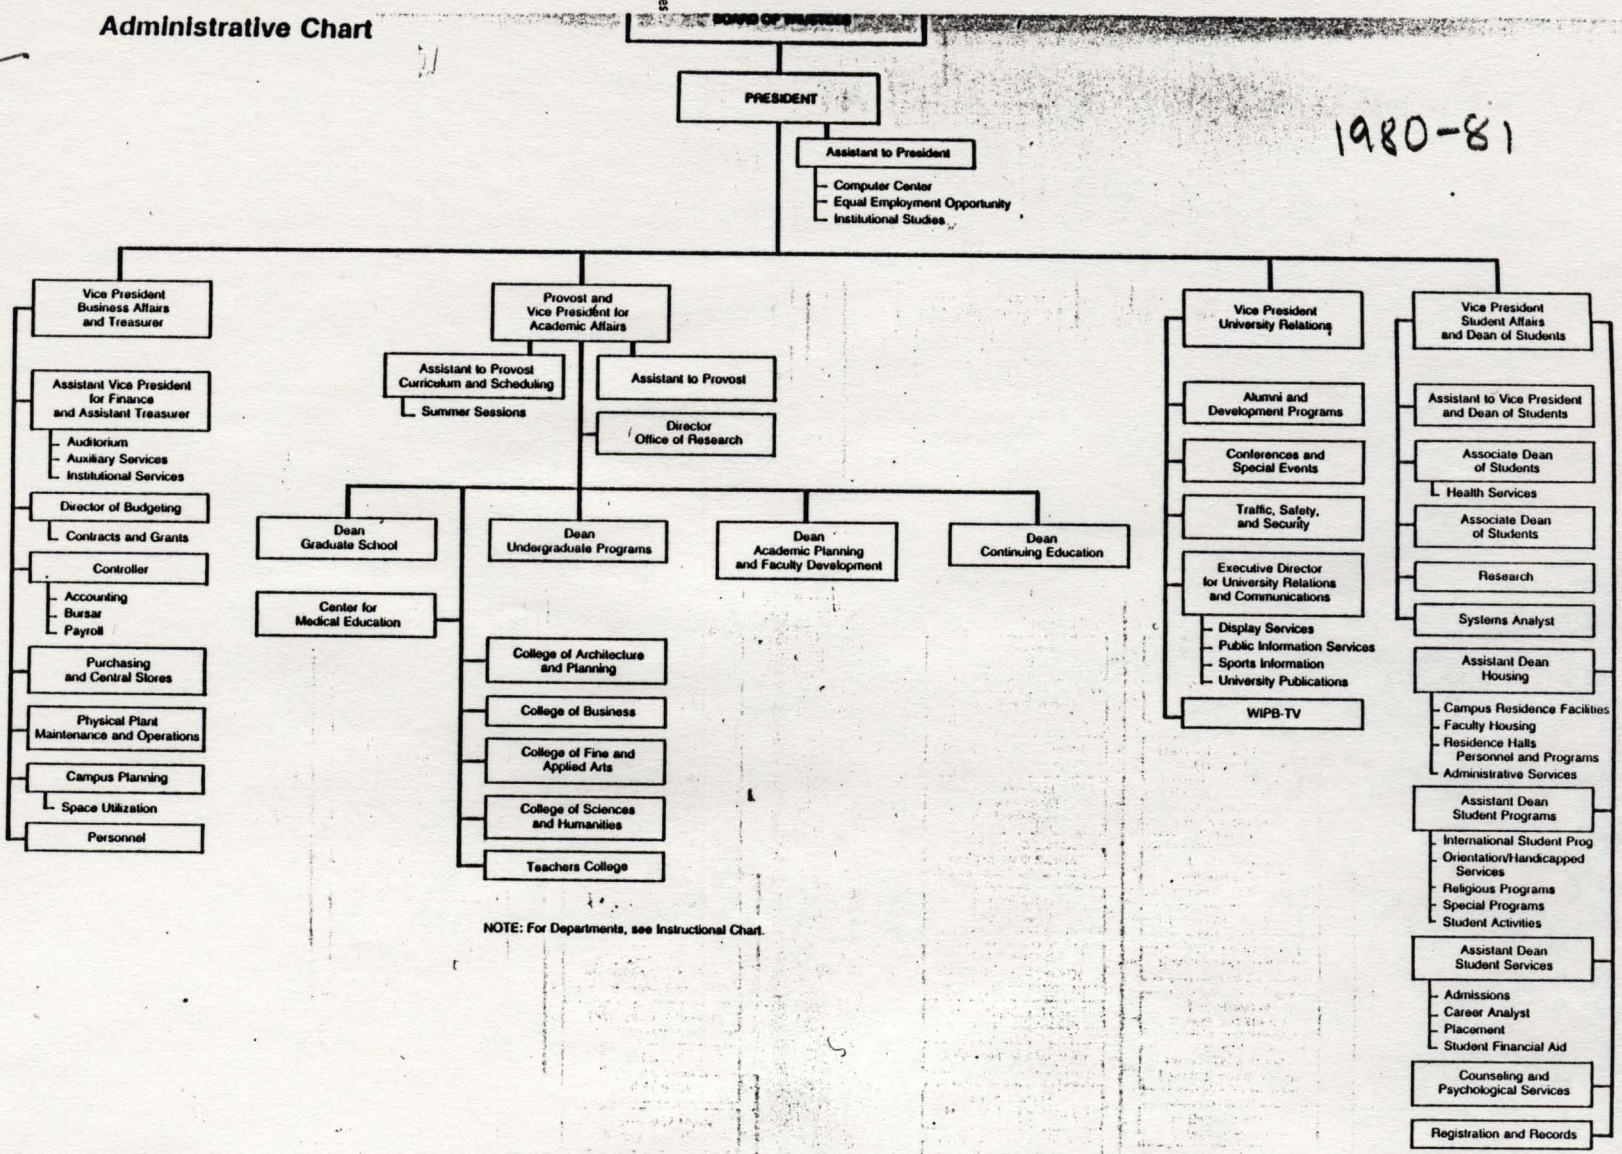 Administrative Chart
es
BOARD OF TRUSTEES
PRESIDENT
1980-81
Assistant to President
Computer Center
Equal Employment Opportunity
Institutional Studies
Vice President
Business Affairs
and Treasurer
Assistant Vice President
for Finance
and Assistant Treasurer
Auditorium
Auxiliary Services
Institutional Services
Director of Budgeting
Contracts and Grants
Controller
Accounting
Bursar
Payroll
Purchasing
and Central Stores
Physical Plant
Maintenance and Operations
Campus Planning
Space Utilization
Personnel
Provost and
Vice President for
Academic Affairs
Assistant to Provost
Curriculum and Scheduling
Summer Sessions
Assistant to Provost
Director
Office of Research
Dean
Graduate School
Dean
Undergraduate Programs
Dean
Academic Planning
and Faculty Development
Dean
Continuing Education
Center for
Medical Education
College of Architecture
and Planning
College of Business
College of Fine and
Applied Arts
College of Sciences
and Humanities
Teachers College
NOTE: For Departments, see Instructional Chart.
Vice President
University Relations
Alumni and
Development Programs
Conferences and
Special Events
Traffic, Safety,
and Security
Executive Director
for University Relations
and Communications
Display Services
Public Information Services
Sports Information
University Publications
WIPB-TV
Vice President
Student Affairs
and Dean of Students
Assistant to Vice President
and Dean of Students
Associate Dean
of Students
Health Services
Associate Dean
of Students
Research
Systems Analyst
Assistant Dean
Housing
Campus Residence Facilities
Faculty Housing
Residence Halls
Personnel and Programs
Administrative Services
Assistant Dean
Student Programs
International Student Prog
Orientation/Handicapped
Services
Religious Programs
Special Programs
Student Activities
Assistant Dean
Student Services
Admissions
Career Analyst
Placement
Student Financial Aid
Counseling and
Psychological Services
Registration and Records